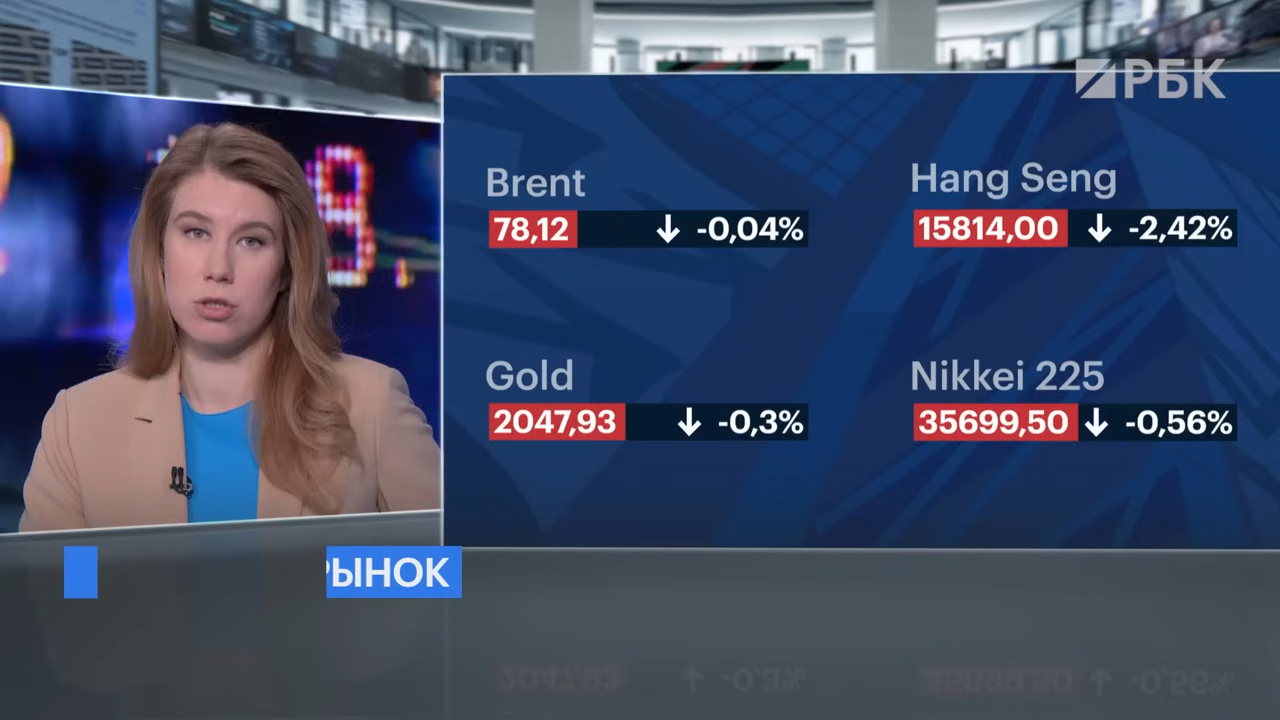 РБК
Brent
78,12 ↓ -0,04%
Hang Seng
15814,00 ↓ -2,42%
Gold
2047,93 ↓ -0,3%
Nikkei 225
35699,50 ↓ -0,56%
РЫНОК